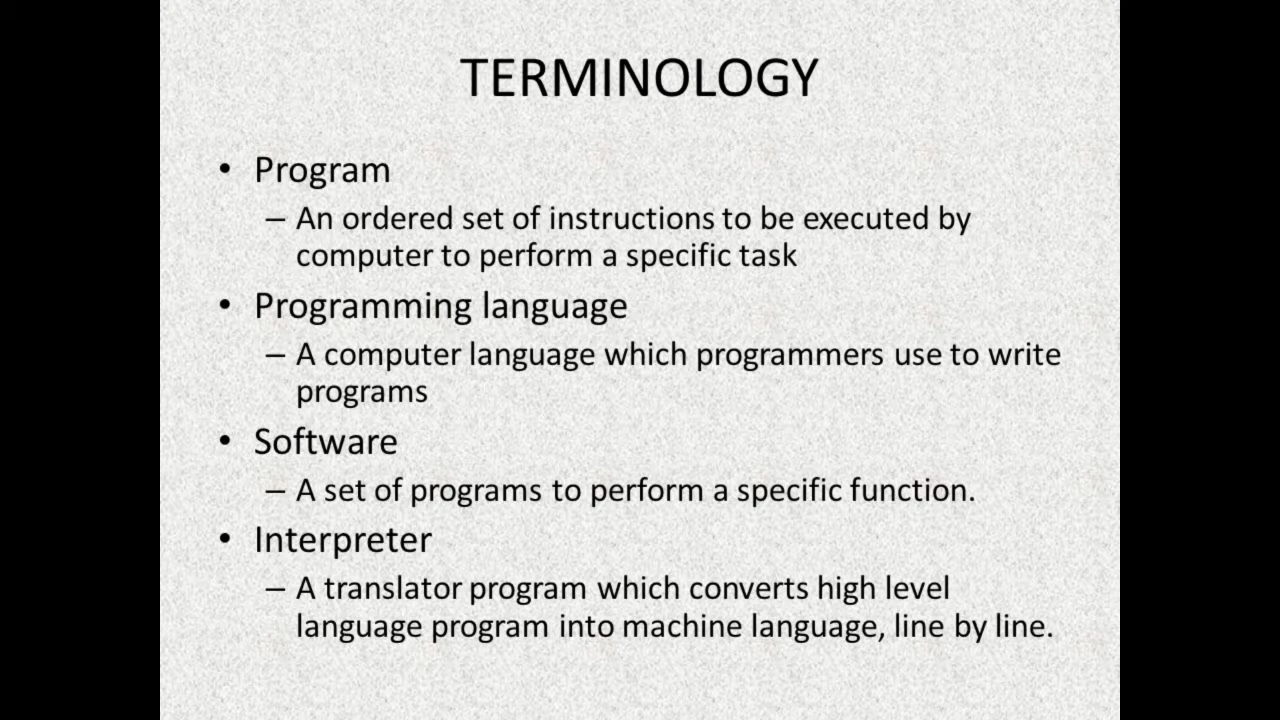 TERMINOLOGY
• Program
– An ordered set of instructions to be executed by
computer to perform a specific task
• Programming language
– A computer language which programmers use to write
programs
• Software
– A set of programs to perform a specific function.
• Interpreter
– A translator program which converts high level
language program into machine language, line by line.